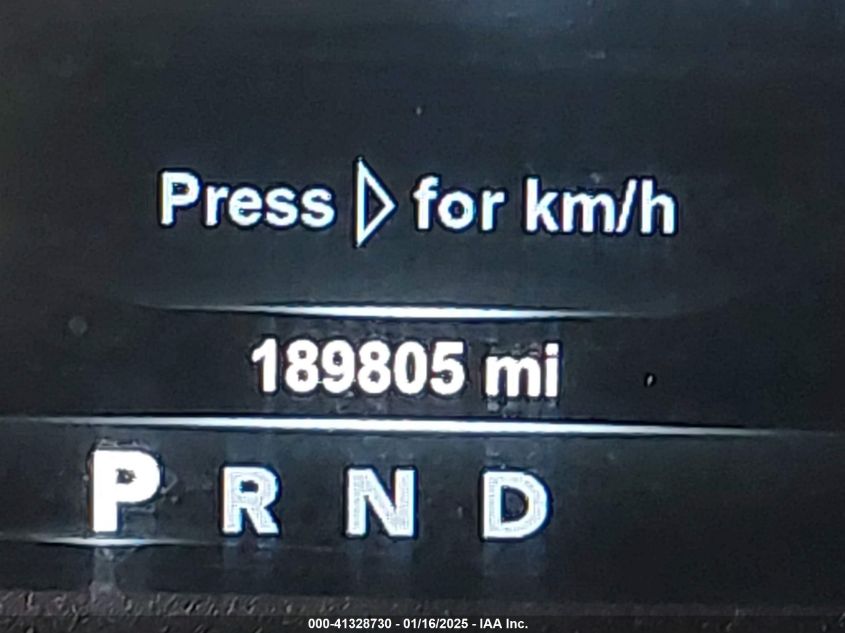 Press ▷ for km/h
189805 mi
P R N D
000-41328730 - 01/16/2025 - IAA Inc.